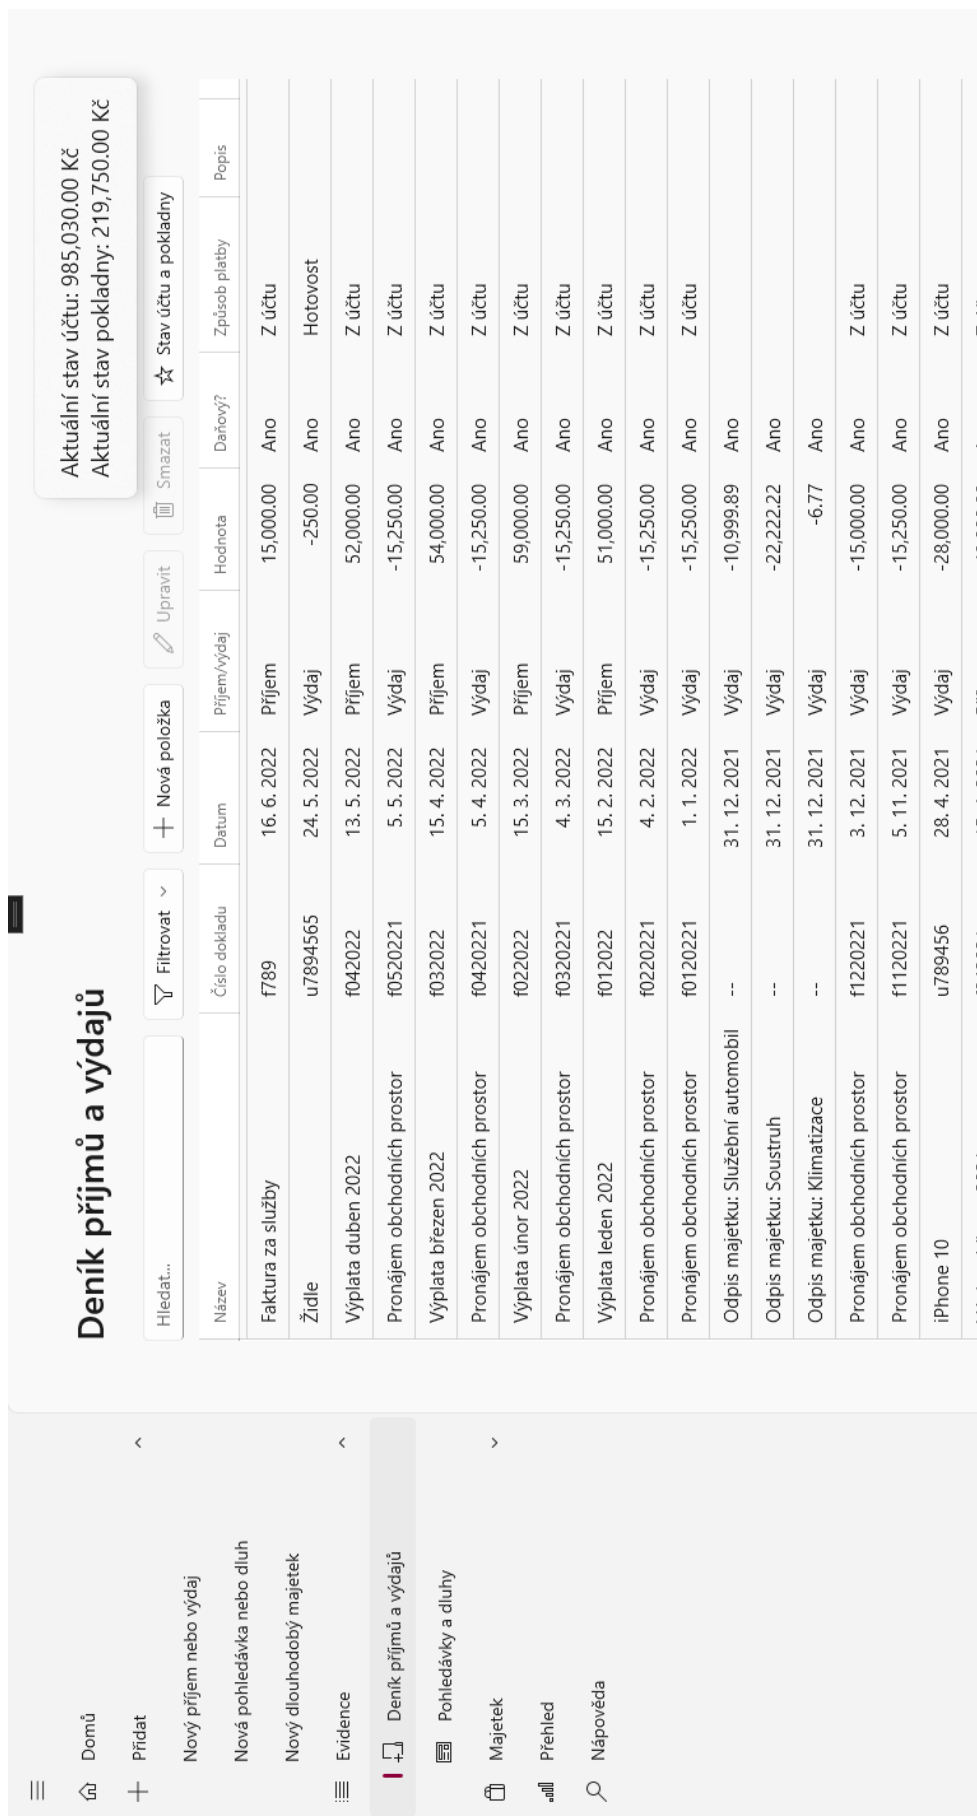 Domů
Přidat
Nový příjem nebo výdaj
Nová pohledávka nebo dluh
Nový dlouhodobý majetek
Evidence
Deník příjmů a výdajů
Pohledávky a dluhy
Majetek
Přehled
Nápověda
Deník příjmů a výdajů
Aktuální stav účtu: 985,030.00 Kč
Aktuální stav pokladny: 219,750.00 Kč
Hledat... Filtrovat Nová položka Upravit Smazat Stav účtu a pokladny
Název Číslo dokladu Datum Příjem/výdaj Hodnota Daňový? Způsob platby Popis
Faktura za služby f789 16. 6. 2022 Příjem 15,000.00 Ano Z účtu
Židle u7894565 24. 5. 2022 Výdaj -250.00 Ano Hotovost
Výplata duben 2022 f042022 13. 5. 2022 Příjem 52,000.00 Ano Z účtu
Pronájem obchodních prostor f0520221 5. 5. 2022 Výdaj -15,250.00 Ano Z účtu
Výplata březen 2022 f032022 15. 4. 2022 Příjem 54,000.00 Ano Z účtu
Pronájem obchodních prostor f0420221 5. 4. 2022 Výdaj -15,250.00 Ano Z účtu
Výplata únor 2022 f022022 15. 3. 2022 Příjem 59,000.00 Ano Z účtu
Pronájem obchodních prostor f0320221 4. 3. 2022 Výdaj -15,250.00 Ano Z účtu
Výplata leden 2022 f012022 15. 2. 2022 Příjem 51,000.00 Ano Z účtu
Pronájem obchodních prostor f0220221 4. 2. 2022 Výdaj -15,250.00 Ano Z účtu
Pronájem obchodních prostor f0120221 1. 1. 2022 Výdaj -15,250.00 Ano Z účtu
Odpis majetku: Služební automobil -- 31. 12. 2021 Výdaj -10,999.89 Ano
Odpis majetku: Soustruh -- 31. 12. 2021 Výdaj -22,222.22 Ano
Odpis majetku: Klimatizace -- 31. 12. 2021 Výdaj -6.77 Ano
Pronájem obchodních prostor f1220221 3. 12. 2021 Výdaj -15,000.00 Ano Z účtu
Pronájem obchodních prostor f1120221 5. 11. 2021 Výdaj -15,250.00 Ano Z účtu
iPhone 10 u789456 28. 4. 2021 Výdaj -28,000.00 Ano Z účtu